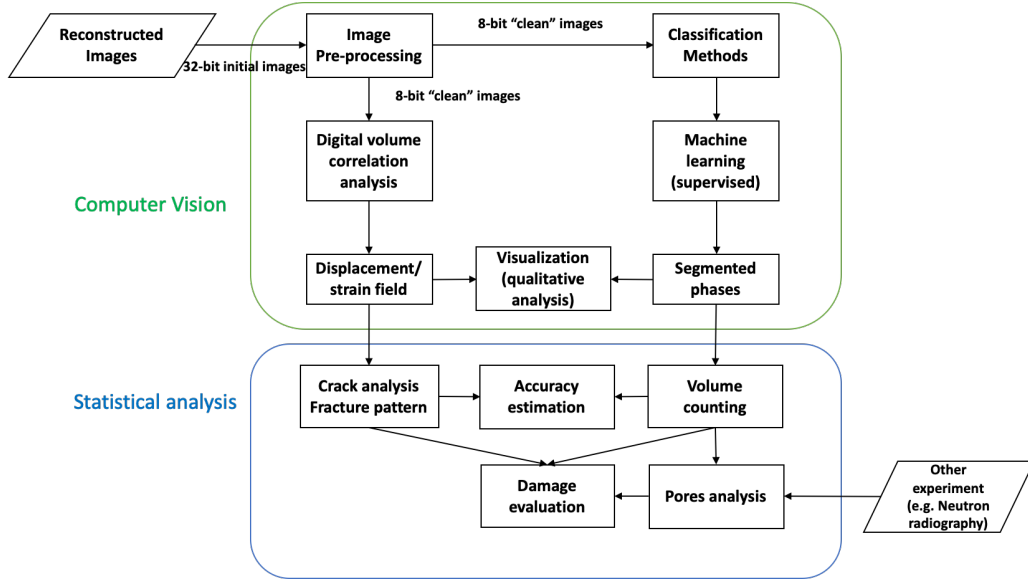 Reconstructed
Images
32-bit initial images
Image
Pre-processing
8-bit “clean” images
Classification
Methods
8-bit “clean” images
Digital volume
correlation
analysis
Machine
learning
(supervised)
Computer Vision
Displacement/
strain field
Visualization
(qualitative
analysis)
Segmented
phases
Statistical analysis
Crack analysis
Fracture pattern
Accuracy
estimation
Volume
counting
Damage
evaluation
Pores analysis
Other
experiment
(e.g. Neutron
radiography)